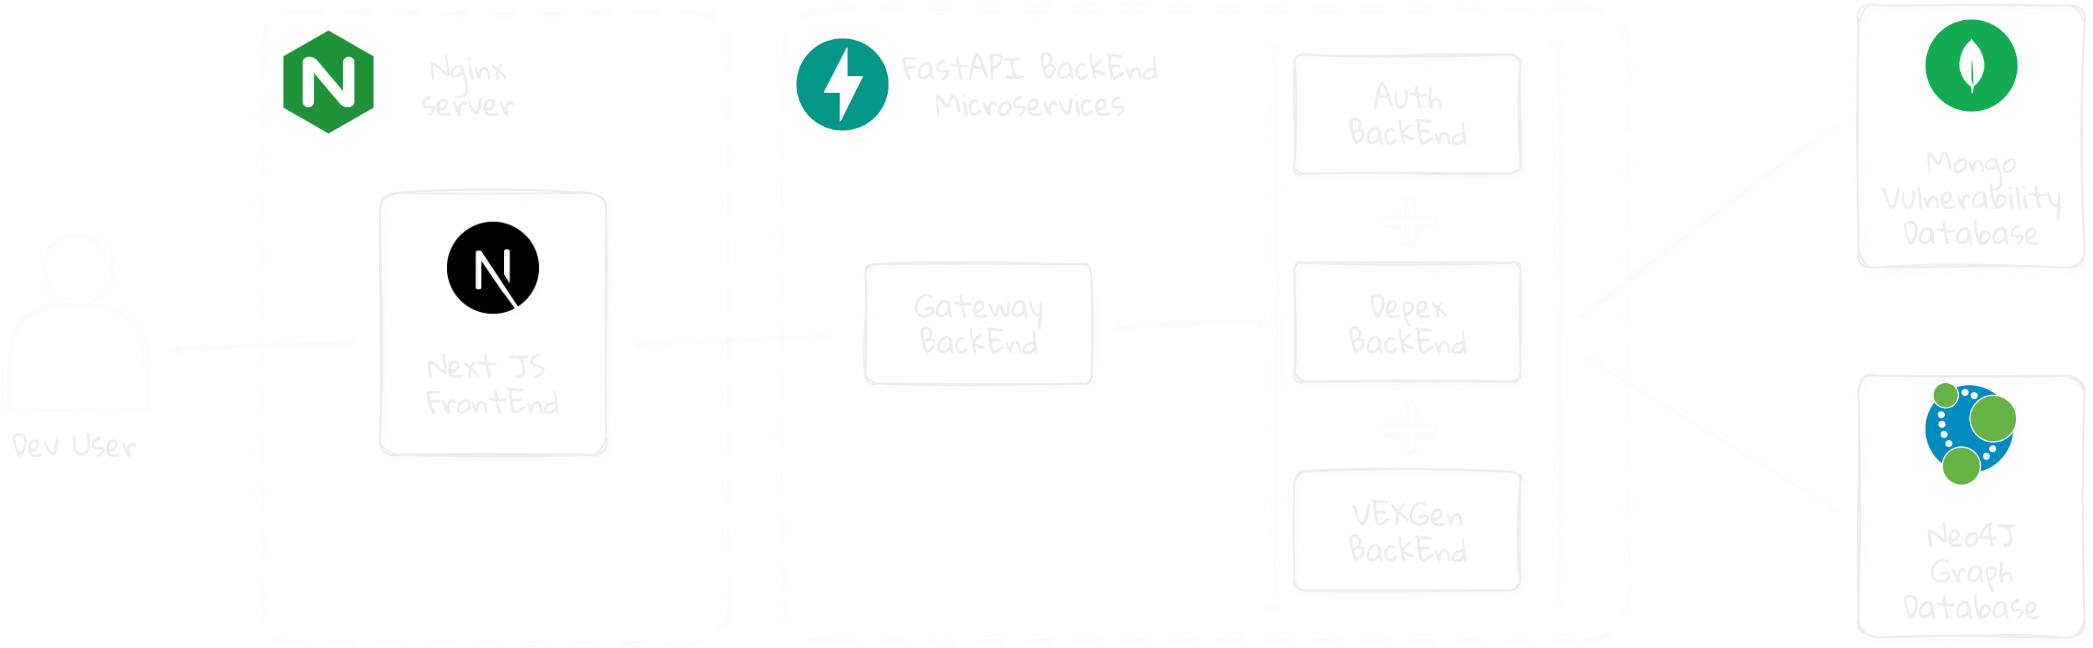 Nginx
server
FastAPI BackEnd
Microservices
Auth
BackEnd
Mongo
Vulnerability
Database
Next JS
FrontEnd
Gateway
BackEnd
Depex
BackEnd
Dev User
VEXGen
BackEnd
Neo4J
Graph
Database